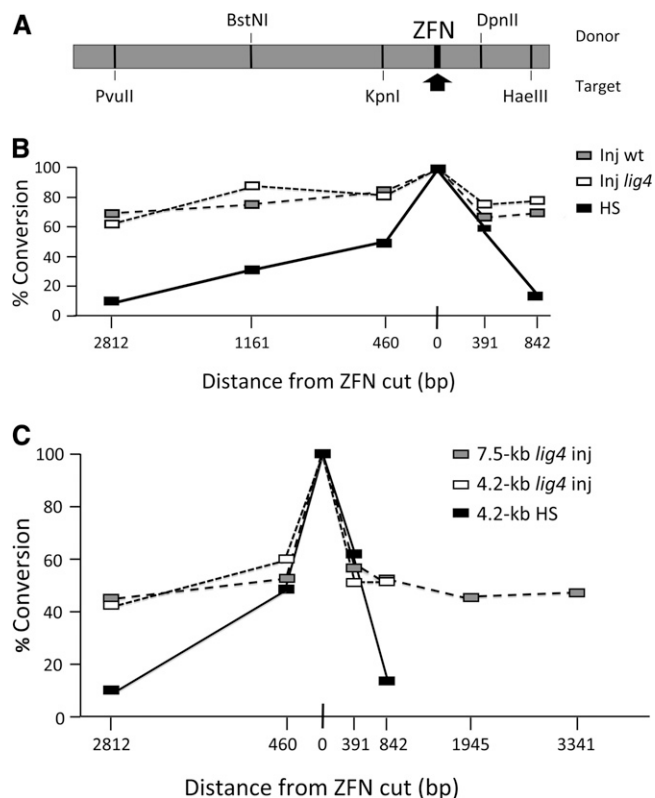 A
BstNI
ZFN
DpnII
Donor
PvuII
KpnI
HaeIII
Target
B
100
80
60
40
20
0
% Conversion
2812
1161
460
0
391
842
Distance from ZFN cut (bp)
Inj wt
Inj lig4
HS
C
100
80
60
40
20
0
% Conversion
2812
460
0
391
842
1945
3341
Distance from ZFN cut (bp)
7.5-kb lig4 inj
4.2-kb lig4 inj
4.2-kb HS